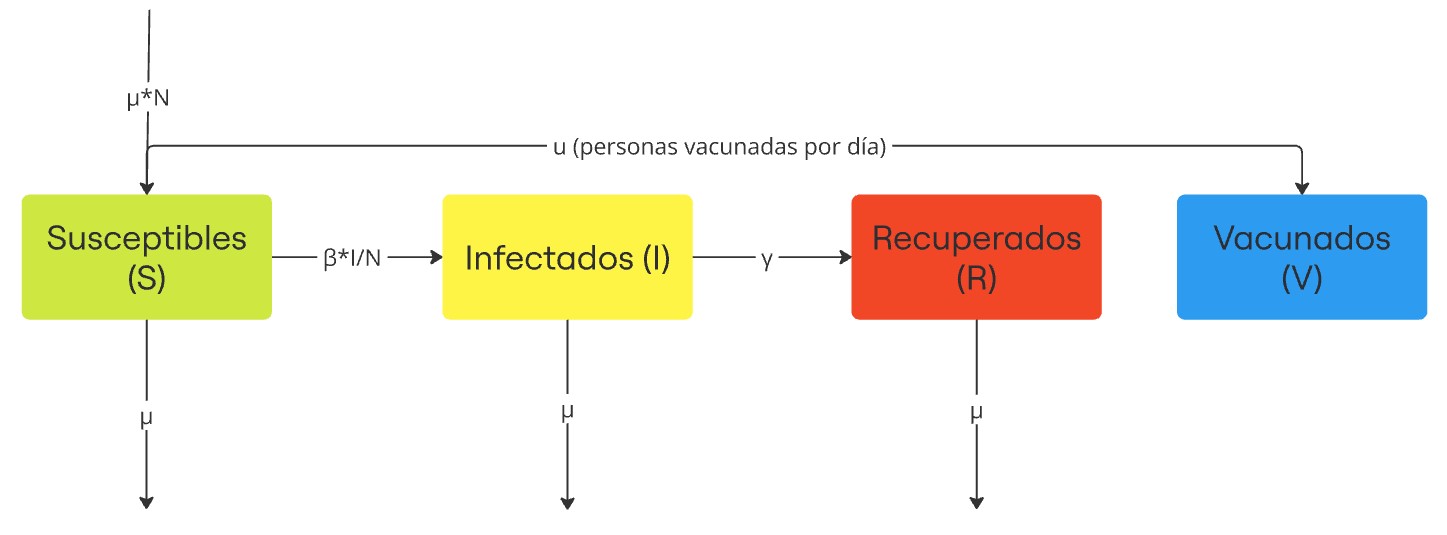 μ*N
u (personas vacunadas por día)
Susceptibles
(S)
β*I/N
Infectados (I)
γ
Recuperados
(R)
Vacunados
(V)
μ
μ
μ